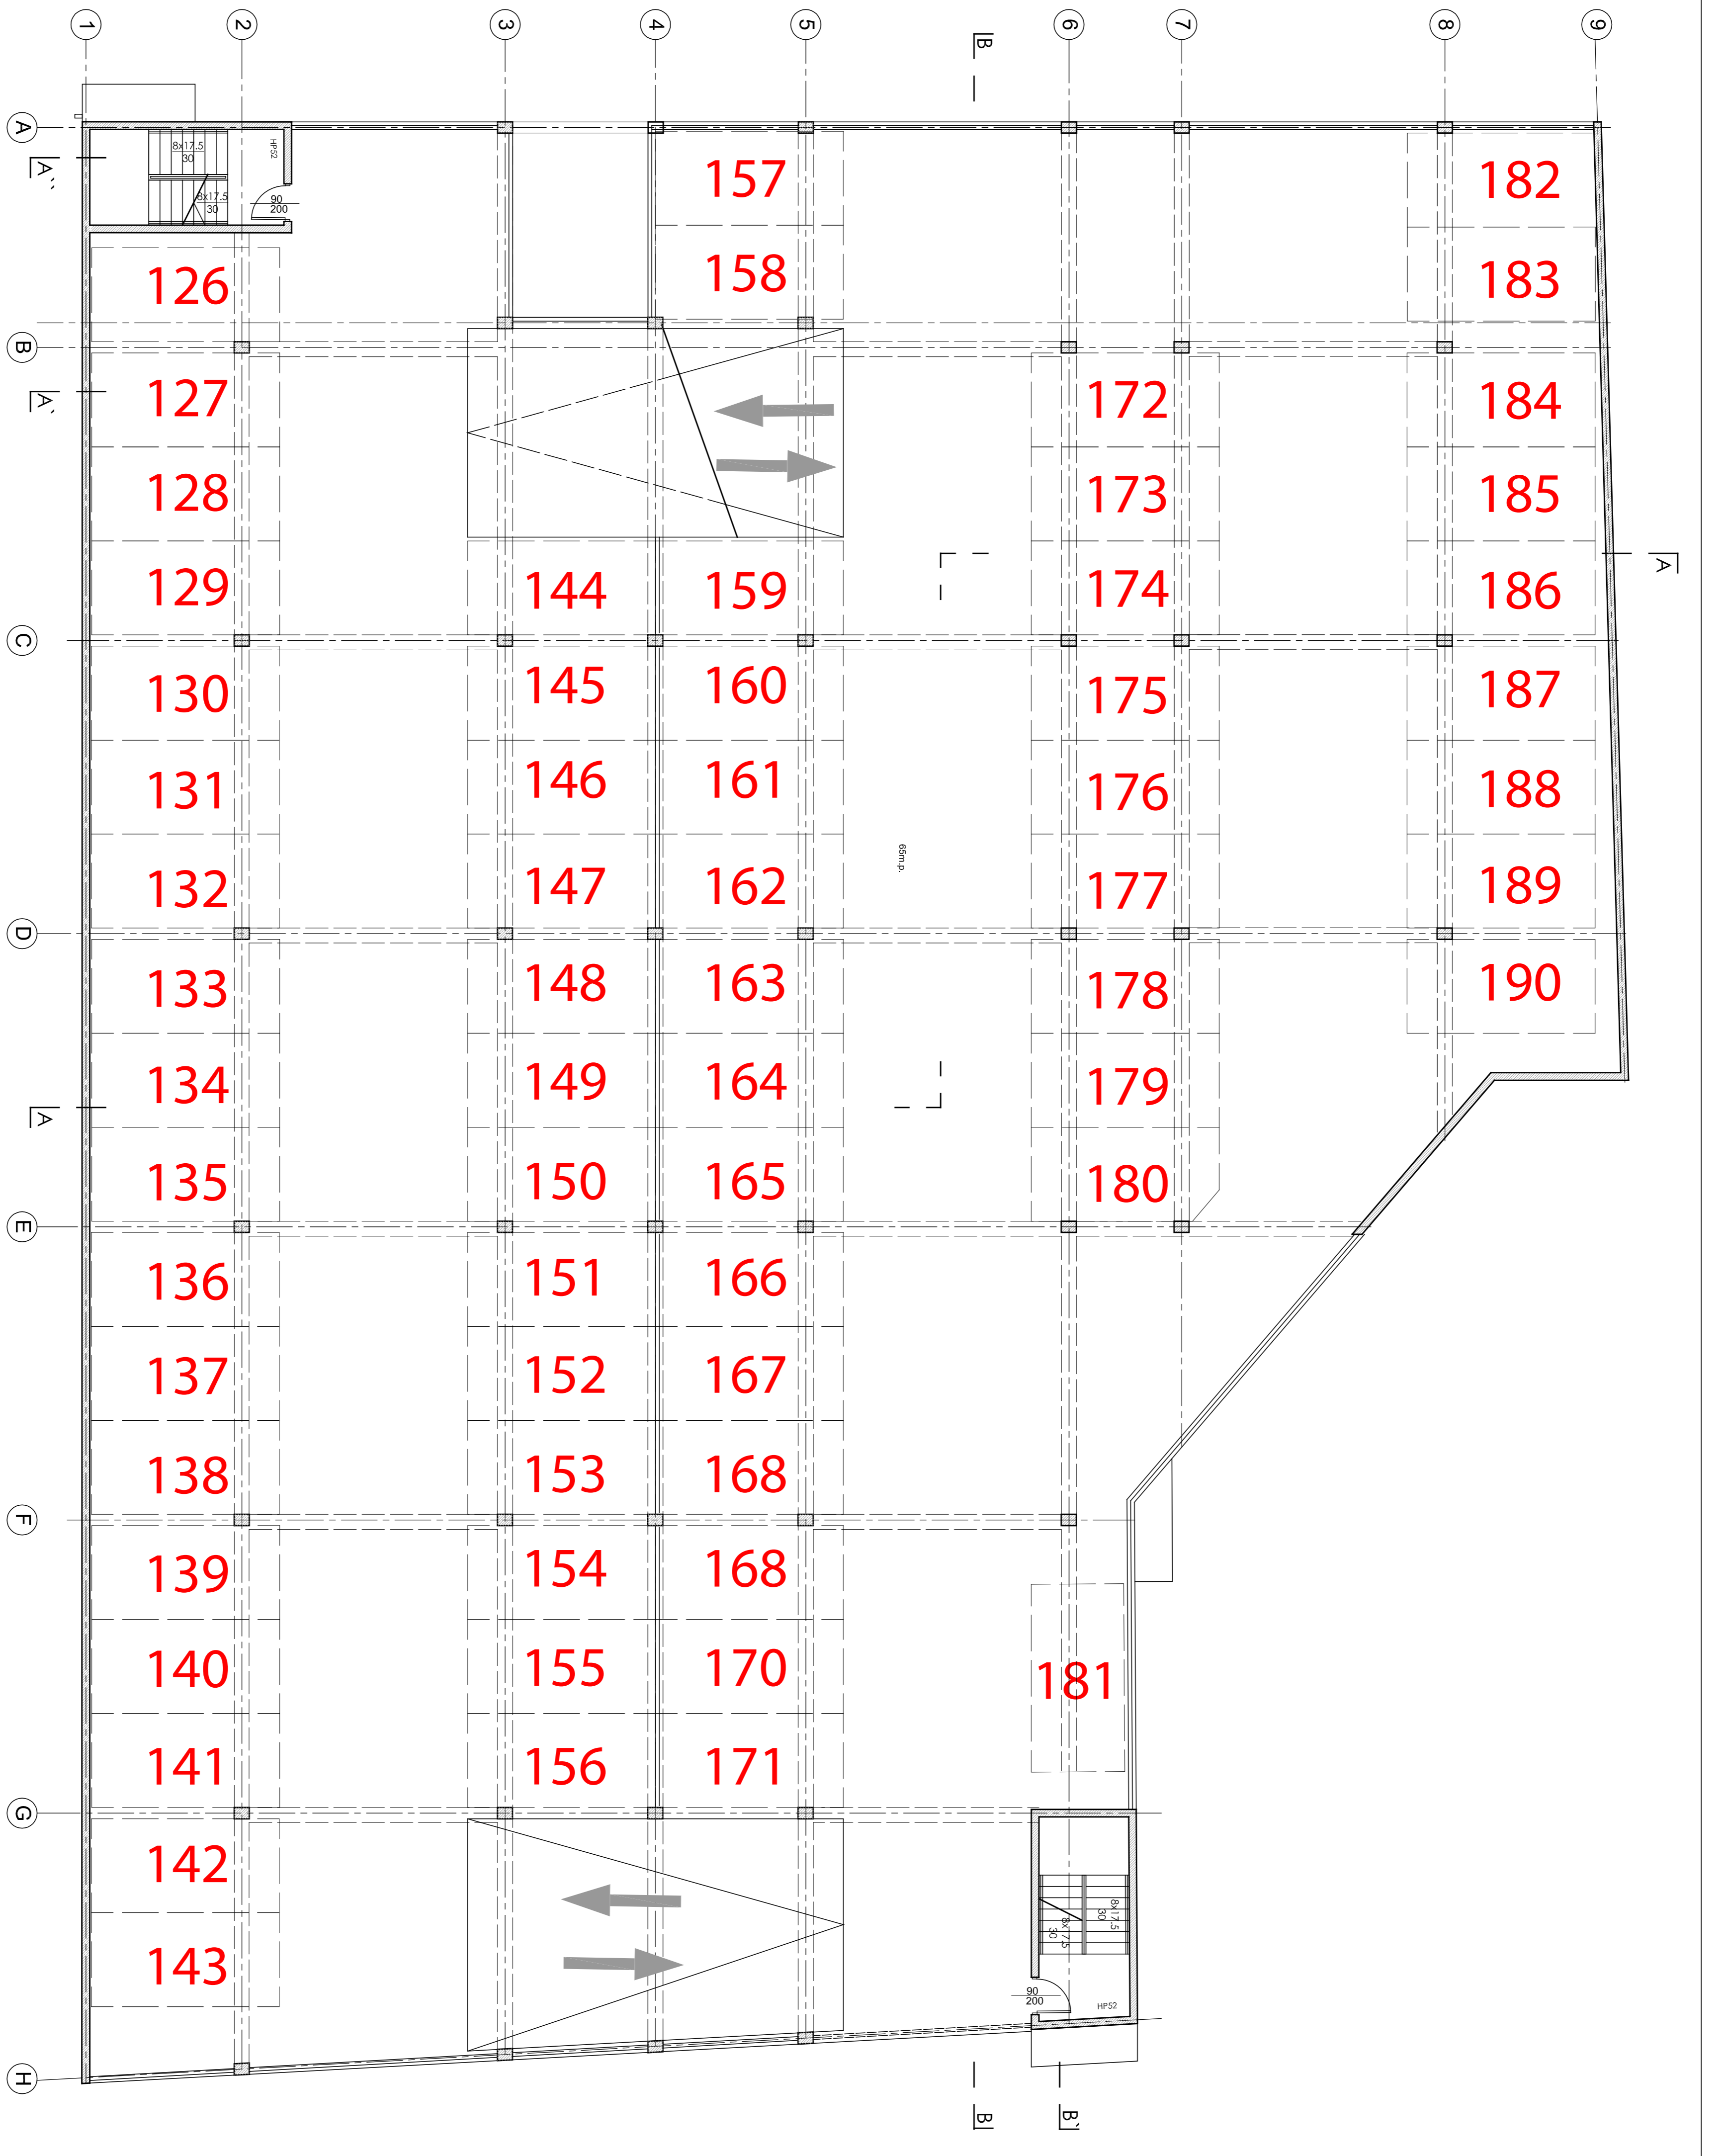 1 2 3 4 5 6 7 8 9
B
A
A``
8x17.5
30
8x17.5
30
HP52
90
200
157 182
158 183
126
B
A`
127 172 184
128 173 185
129 144 159 174 186
A
C
130 145 160 175 187
131 146 161 176 188
65m.p.
132 147 162 177 189
D
133 148 163 178 190
134 149 164 179
A
135 150 165 180
E
136 151 166
137 152 167
138 153 168
F
139 154 168
140 155 170 181
141 156 171
G
142
8x17.5
30
8x17.5
30
143
90
200
HP52
H
B B`